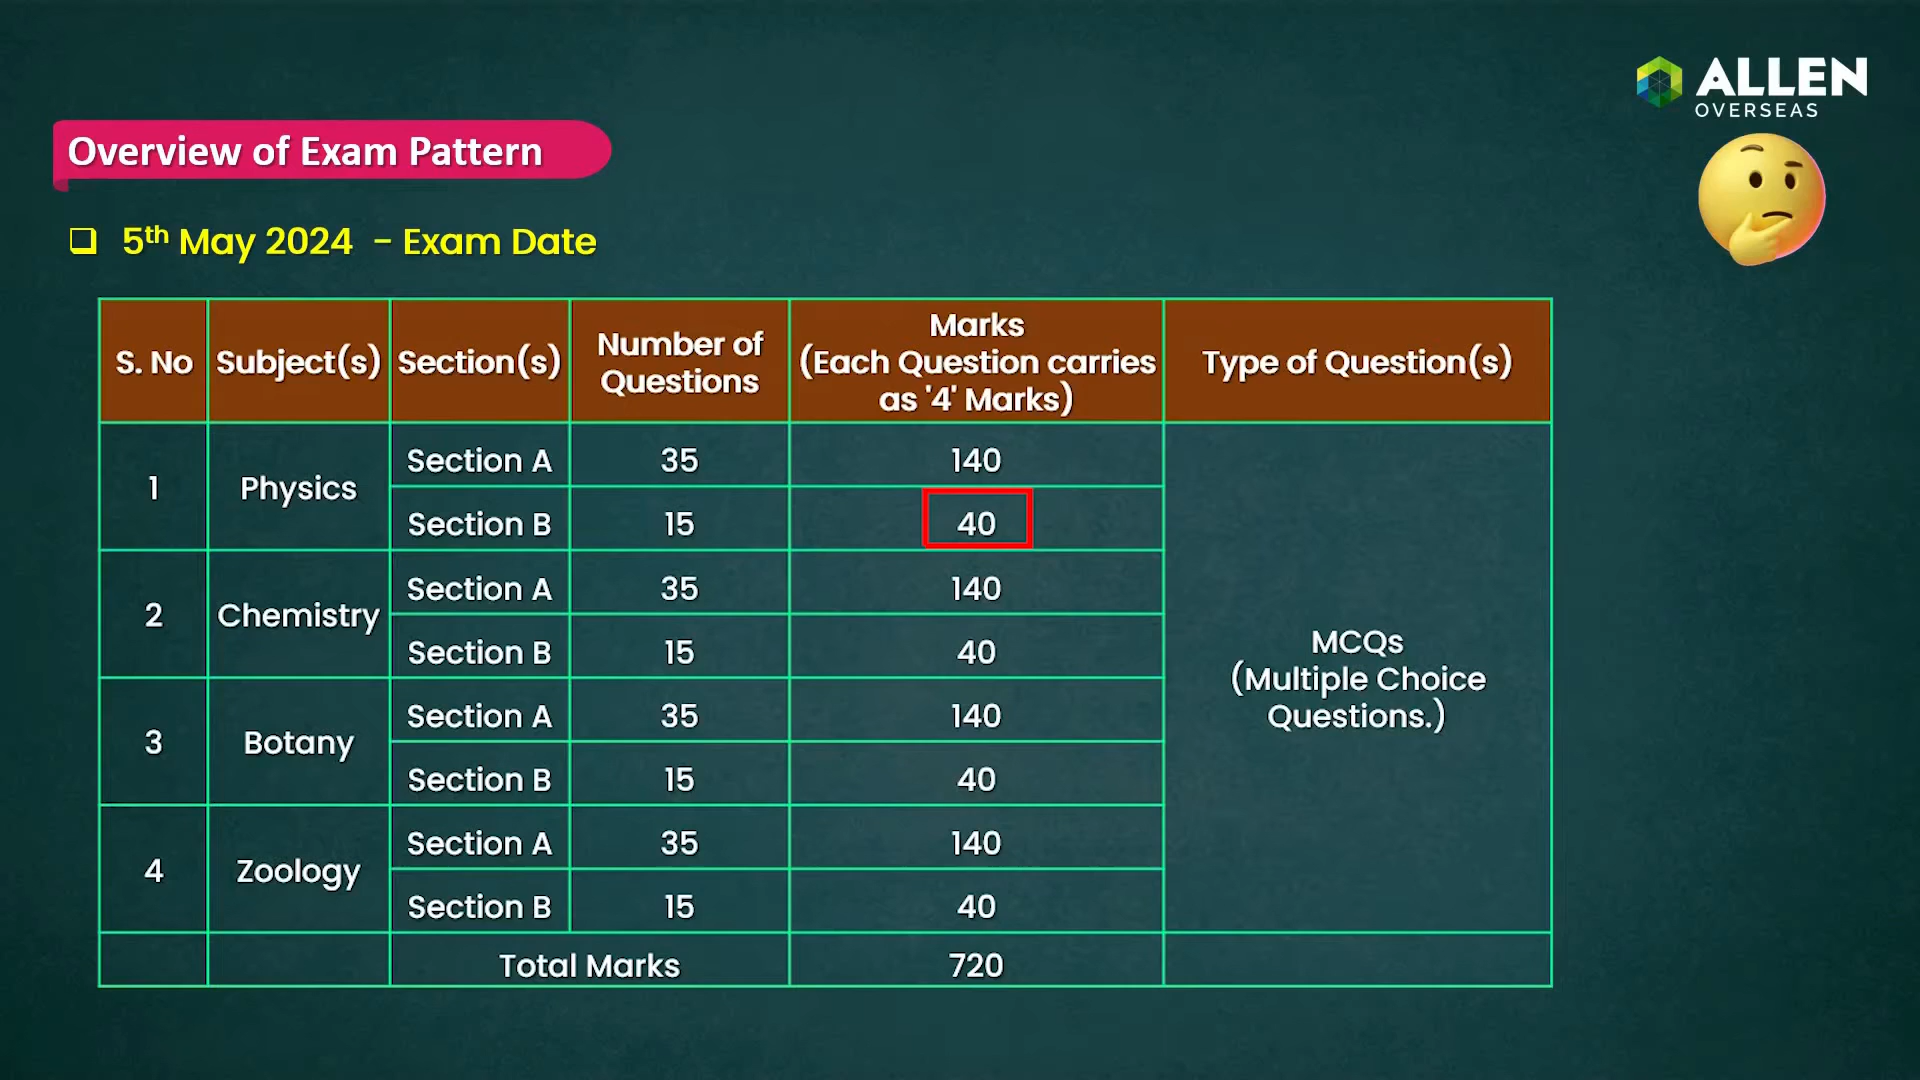 ALLEN
OVERSEAS
Overview of Exam Pattern
5th May 2024 - Exam Date
S. No
Subject(s)
Section(s)
Number of
Questions
Marks
(Each Question carries
as '4' Marks)
Type of Question(s)
1
Physics
Section A
35
140
Section B
15
40
2
Chemistry
Section A
35
140
Section B
15
40
3
Botany
Section A
35
140
Section B
15
40
4
Zoology
Section A
35
140
Section B
15
40
MCQs
(Multiple Choice
Questions.)
Total Marks
720